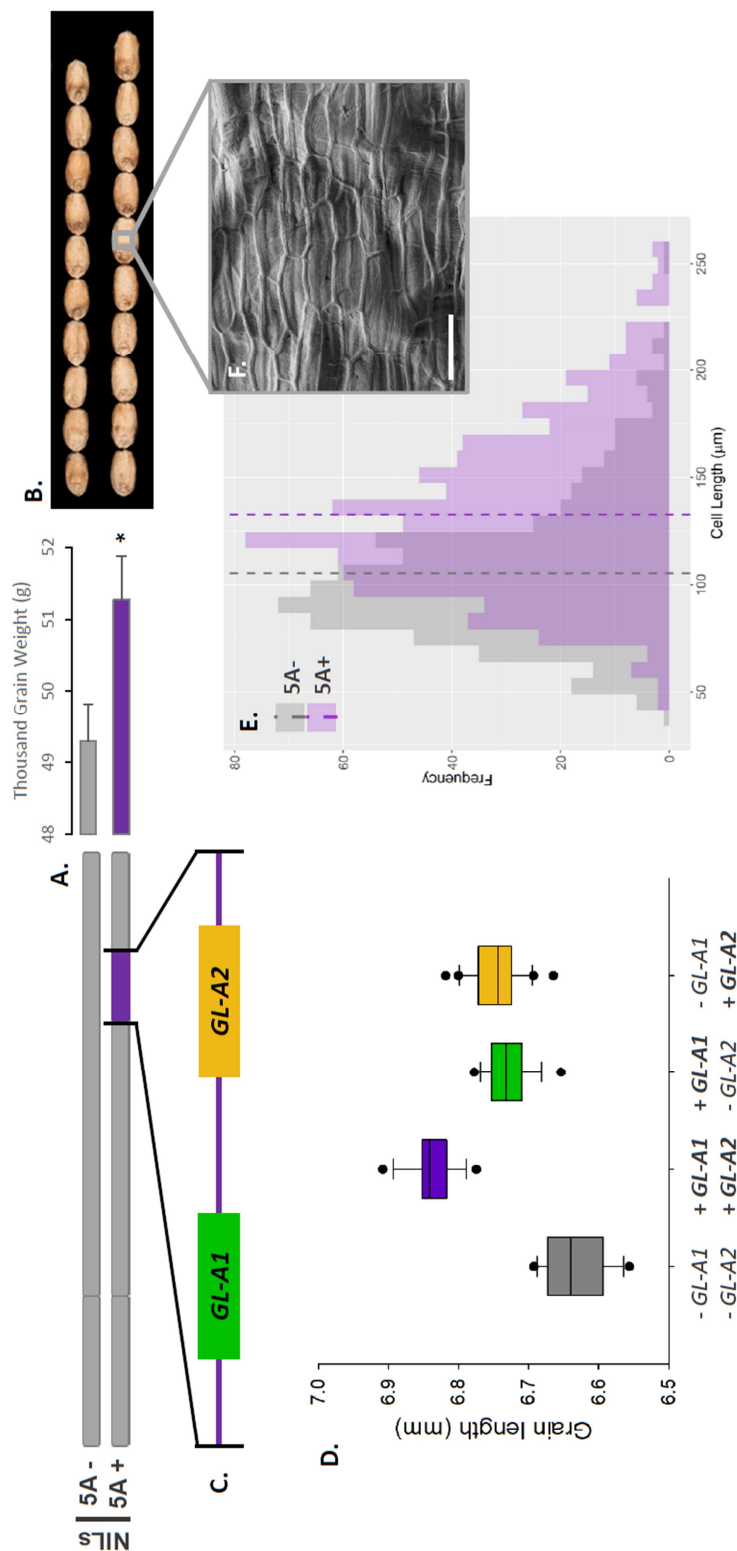 NILs
5A -
5A +
A.
Thousand Grain Weight (g)
48
49
50
51
52
*
B.
C.
GL-A1
GL-A2
D.
Grain length (mm)
7.0
6.9
6.8
6.7
6.6
6.5
- GL-A1
- GL-A2
+ GL-A1
+ GL-A2
+ GL-A1
- GL-A2
- GL-A1
+ GL-A2
E.
5A-
5A+
Frequency
80
60
40
20
0
50
100
150
200
250
Cell Length (µm)
F.